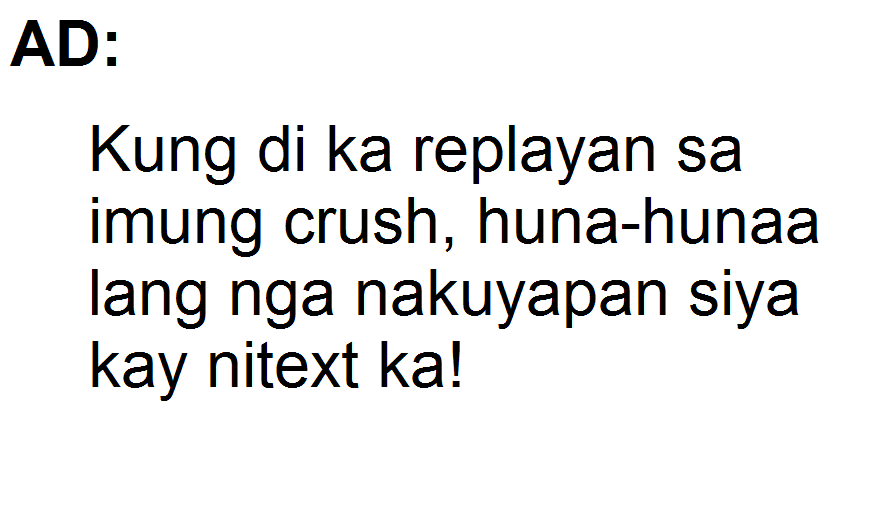 AD:
Kung di ka replayan sa
imung crush, huna-hunaa
lang nga nakuyapan siya
kay nitext ka!